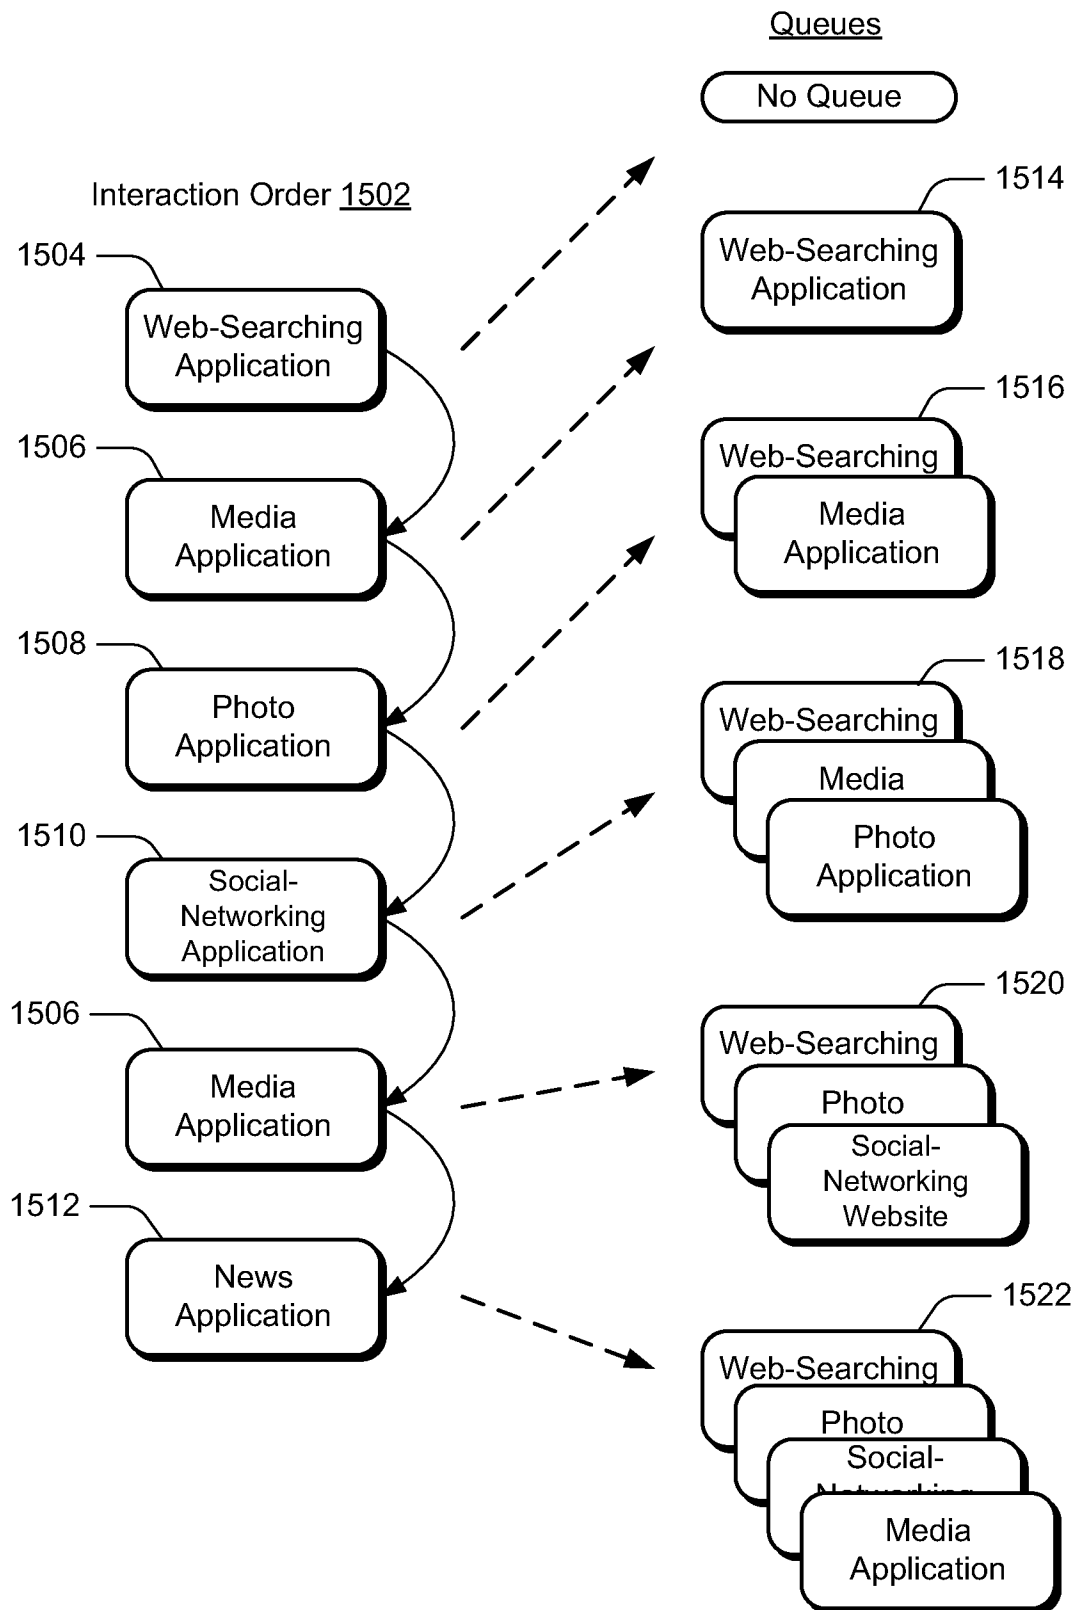 Queues
No Queue
Interaction Order 1502
1504
Web-Searching
Application
1506
Media
Application
1508
Photo
Application
1510
Social-
Networking
Application
1506
Media
Application
1512
News
Application
1514
Web-Searching
Application
1516
Web-Searching
Media
Application
1518
Web-Searching
Media
Photo
Application
1520
Web-Searching
Photo
Social-
Networking
Website
1522
Web-Searching
Photo
Social-
Networking
Media
Application